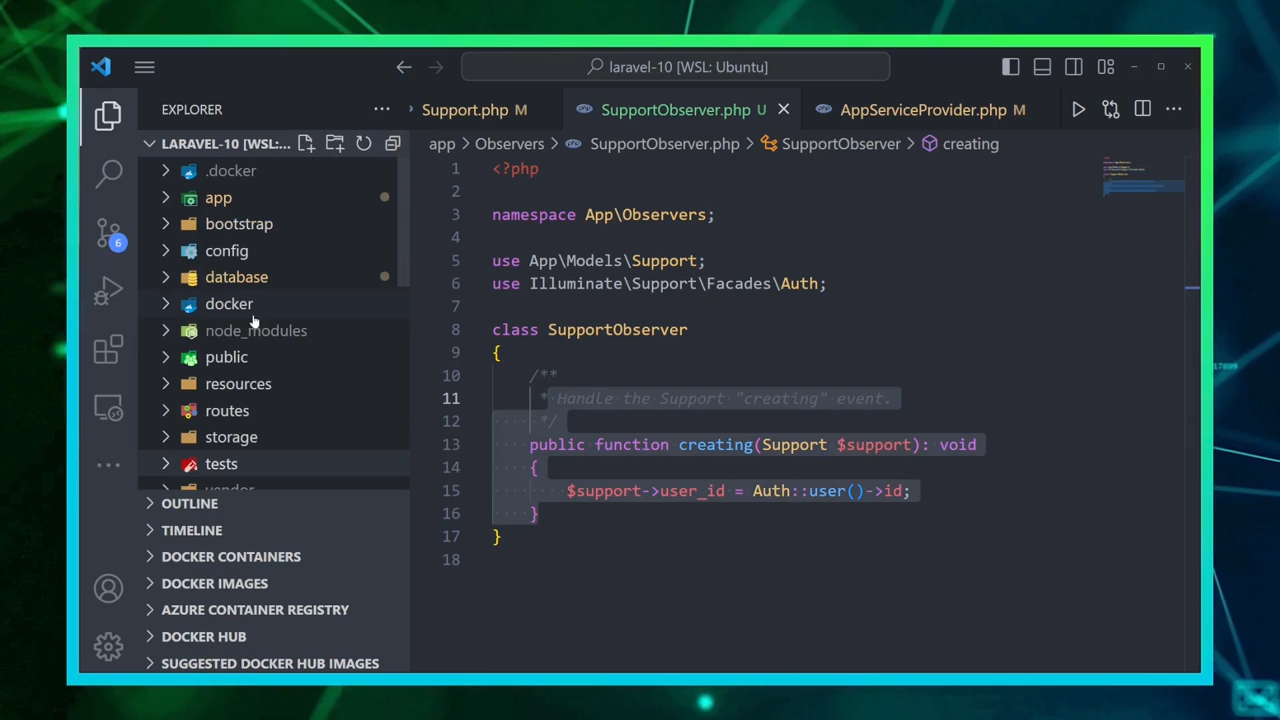 laravel-10 [WSL: Ubuntu]
EXPLORER
LARAVEL-10 [WSL:...
.docker
app
bootstrap
config
database
docker
node_modules
public
resources
routes
storage
tests
vendor
OUTLINE
TIMELINE
DOCKER CONTAINERS
DOCKER IMAGES
AZURE CONTAINER REGISTRY
DOCKER HUB
SUGGESTED DOCKER HUB IMAGES
6
Support.php M
SupportObserver.php U
AppServiceProvider.php M
app > Observers > SupportObserver.php > SupportObserver > creating
1 <?php
2
3 namespace App\Observers;
4
5 use App\Models\Support;
6 use Illuminate\Support\Facades\Auth;
7
8 class SupportObserver
9 {
10 /**
11 * Handle the Support "creating" event.
12 */
13 public function creating(Support $support): void
14 {
15 $support->user_id = Auth::user()->id;
16 }
17 }
18